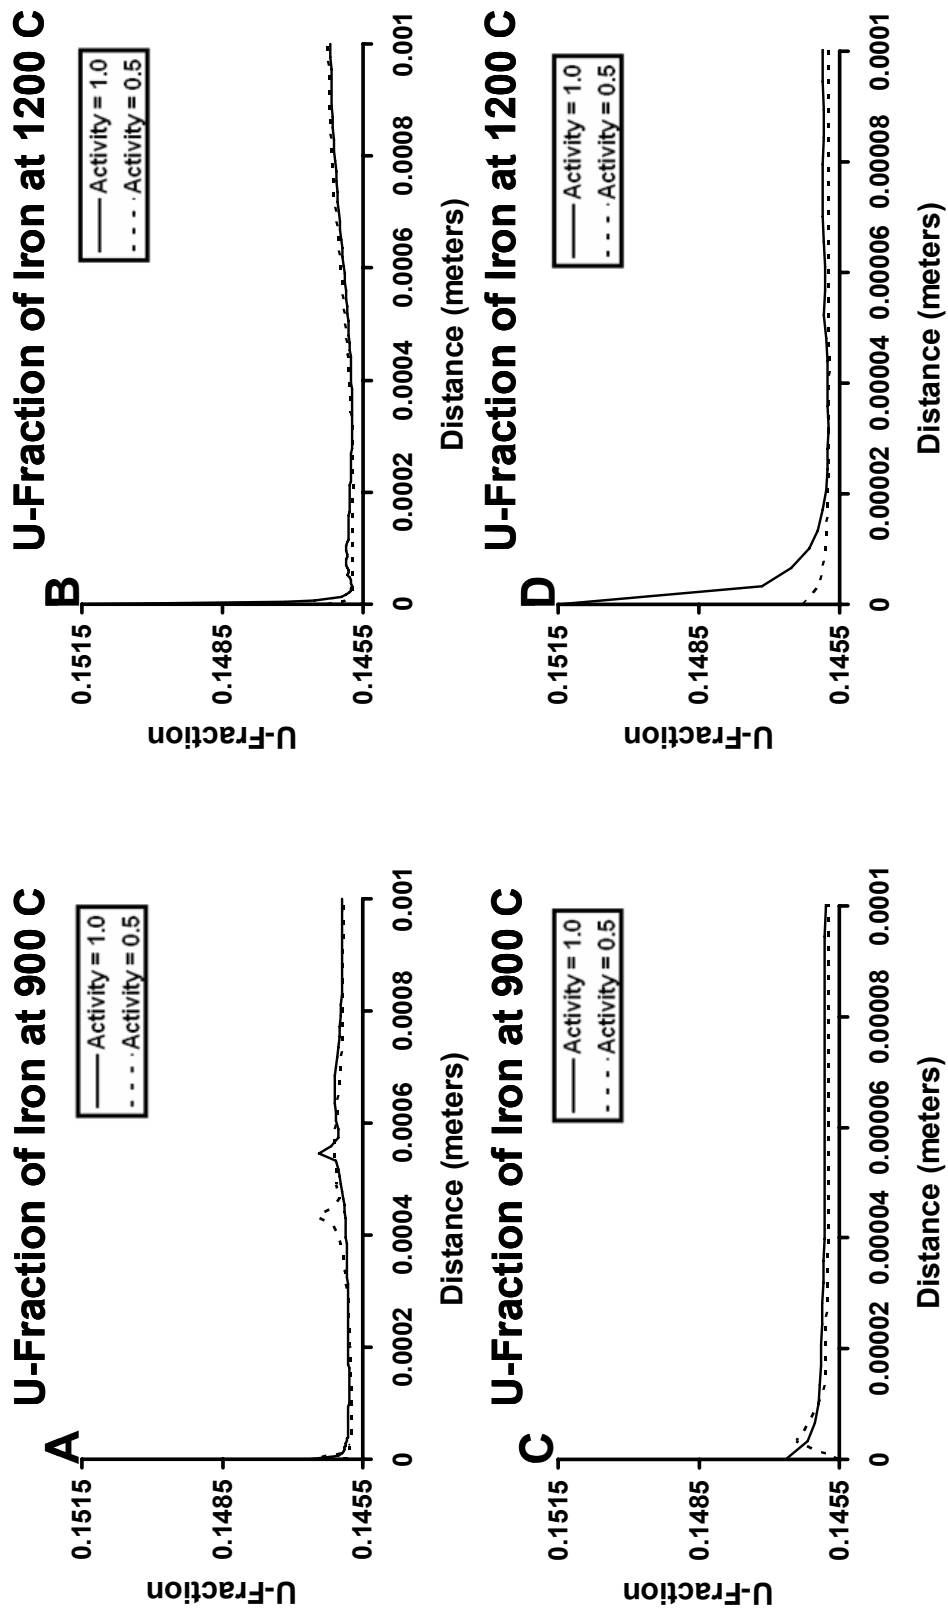 A
U-Fraction of Iron at 900 C
Activity = 1.0
Activity = 0.5
0.1515
0.1485
0.1455
U-Fraction
0
0.0002
0.0004
0.0006
0.0008
0.001
Distance (meters)
B
U-Fraction of Iron at 1200 C
Activity = 1.0
Activity = 0.5
0.1515
0.1485
0.1455
U-Fraction
0
0.0002
0.0004
0.0006
0.0008
0.001
Distance (meters)
C
U-Fraction of Iron at 900 C
Activity = 1.0
Activity = 0.5
0.1515
0.1485
0.1455
U-Fraction
0
0.00002
0.00004
0.00006
0.00008
0.0001
Distance (meters)
D
U-Fraction of Iron at 1200 C
Activity = 1.0
Activity = 0.5
0.1515
0.1485
0.1455
U-Fraction
0
0.00002
0.00004
0.00006
0.00008
0.0001
Distance (meters)